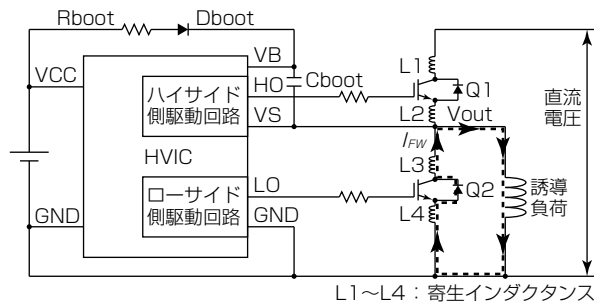 Rboot
Dboot
VCC
VB
L1
ハイサイド
側駆動回路
HO
Cboot
Q1
VS
L2
Vout
直流
電圧
HVIC
IFW
L3
ローサイド
側駆動回路
LO
Q2
誘導
負荷
GND
GND
L4
L1~L4:寄生インダクタンス